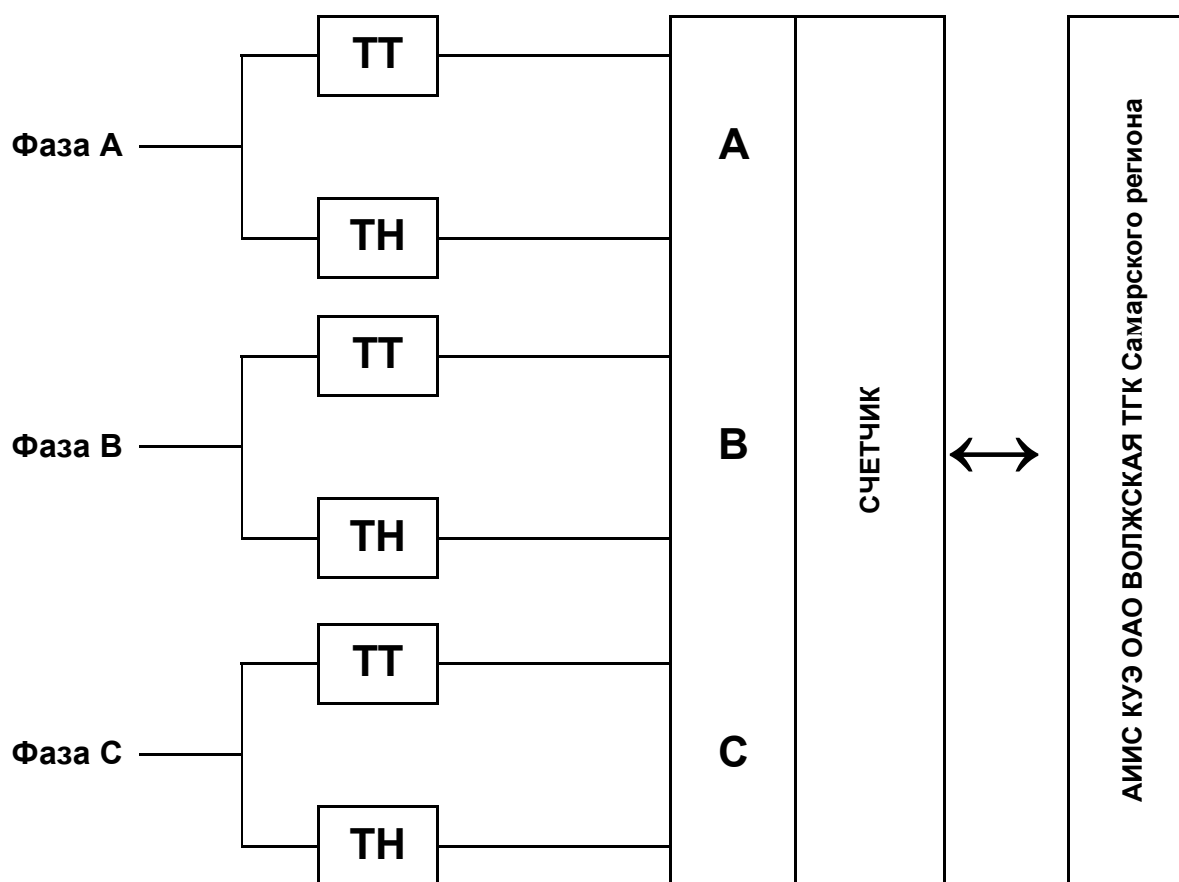 ТТ
Фаза А
А
ТН
ТТ
Фаза В
В
ТН
ТТ
Фаза С
С
ТН
СЧЕТЧИК
АИИС КУЭ ОАО ВОЛЖСКАЯ ТГК Самарского региона